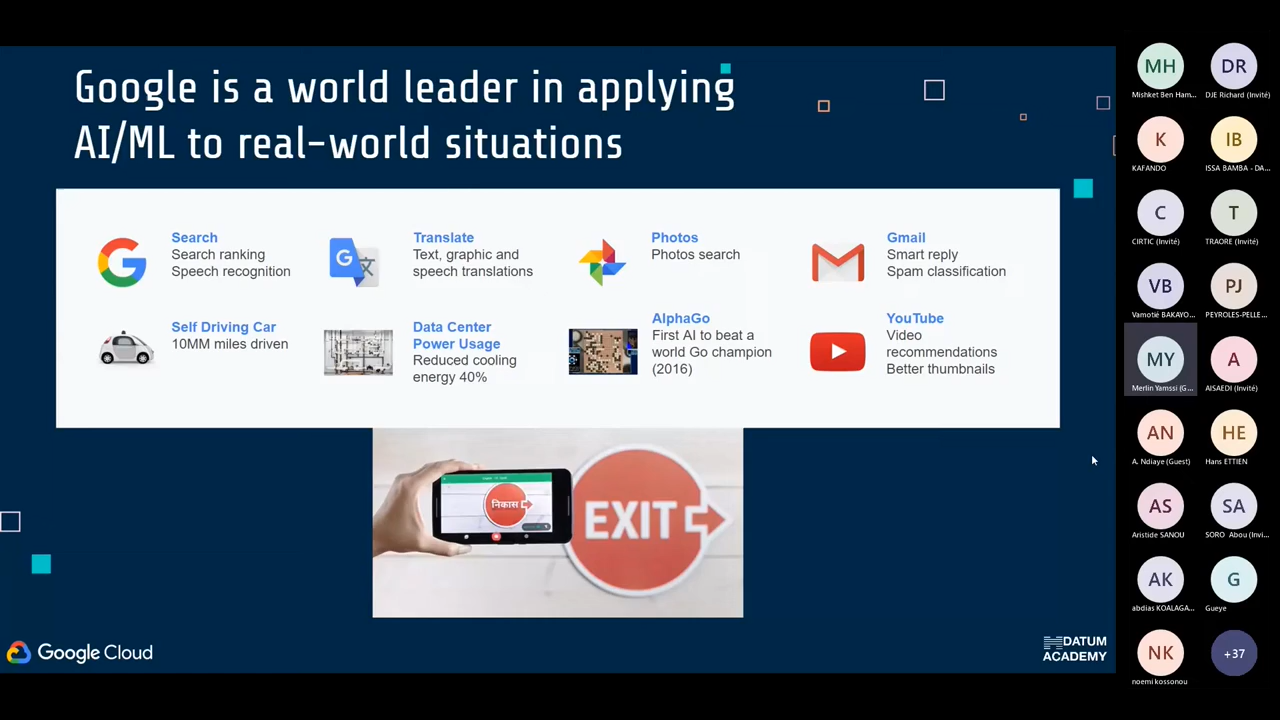 Google is a world leader in applying
AI/ML to real-world situations
Search
Search ranking
Speech recognition
Translate
Text, graphic and
speech translations
Photos
Photos search
Gmail
Smart reply
Spam classification
Self Driving Car
10MM miles driven
Data Center
Power Usage
Reduced cooling
energy 40%
AlphaGo
First AI to beat a
world Go champion
(2016)
YouTube
Video
recommendations
Better thumbnails
निकास
EXIT
Google Cloud
DATUM
ACADEMY
MH
Mishket Ben Ham...
DR
DJE Richard (Invité)
K
KAFANDO
IB
ISSA BAMBA - DA...
C
CIRTIC (Invité)
T
TRAORE (Invité)
VB
Vamotié BAKAYO...
PJ
PEYROLES-PELLE...
MY
Merlin Yamssi (G...
A
AISAEDI (Invité)
AN
A. Ndiaye (Guest)
HE
Hans ETTIEN
AS
Aristide SANOU
SA
SORO Abou (Invi...
AK
abdias KOALAGA...
G
Gueye
NK
noemi kossonou
+37